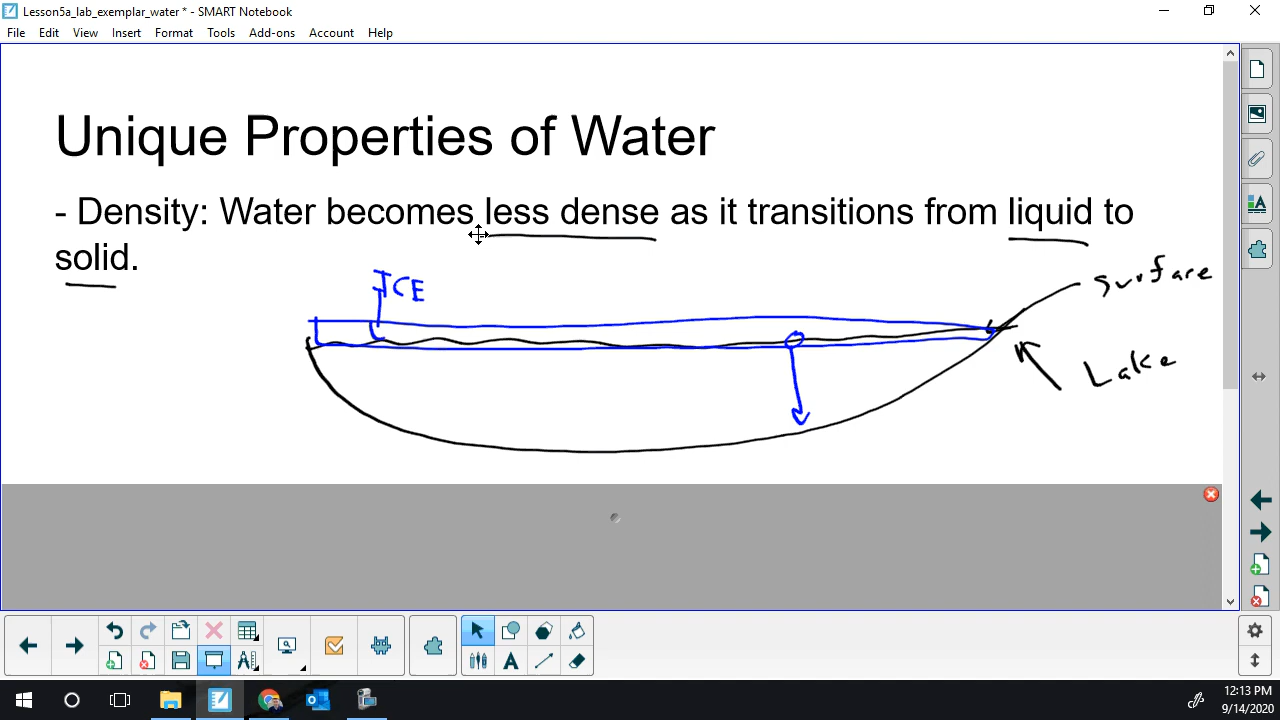 Lesson5a_lab_exemplar_water * - SMART Notebook
File Edit View Insert Format Tools Add-ons Account Help
Unique Properties of Water
- Density: Water becomes less dense as it transitions from liquid to
solid.
ICE
Surface
Lake
12:13 PM
9/14/2020